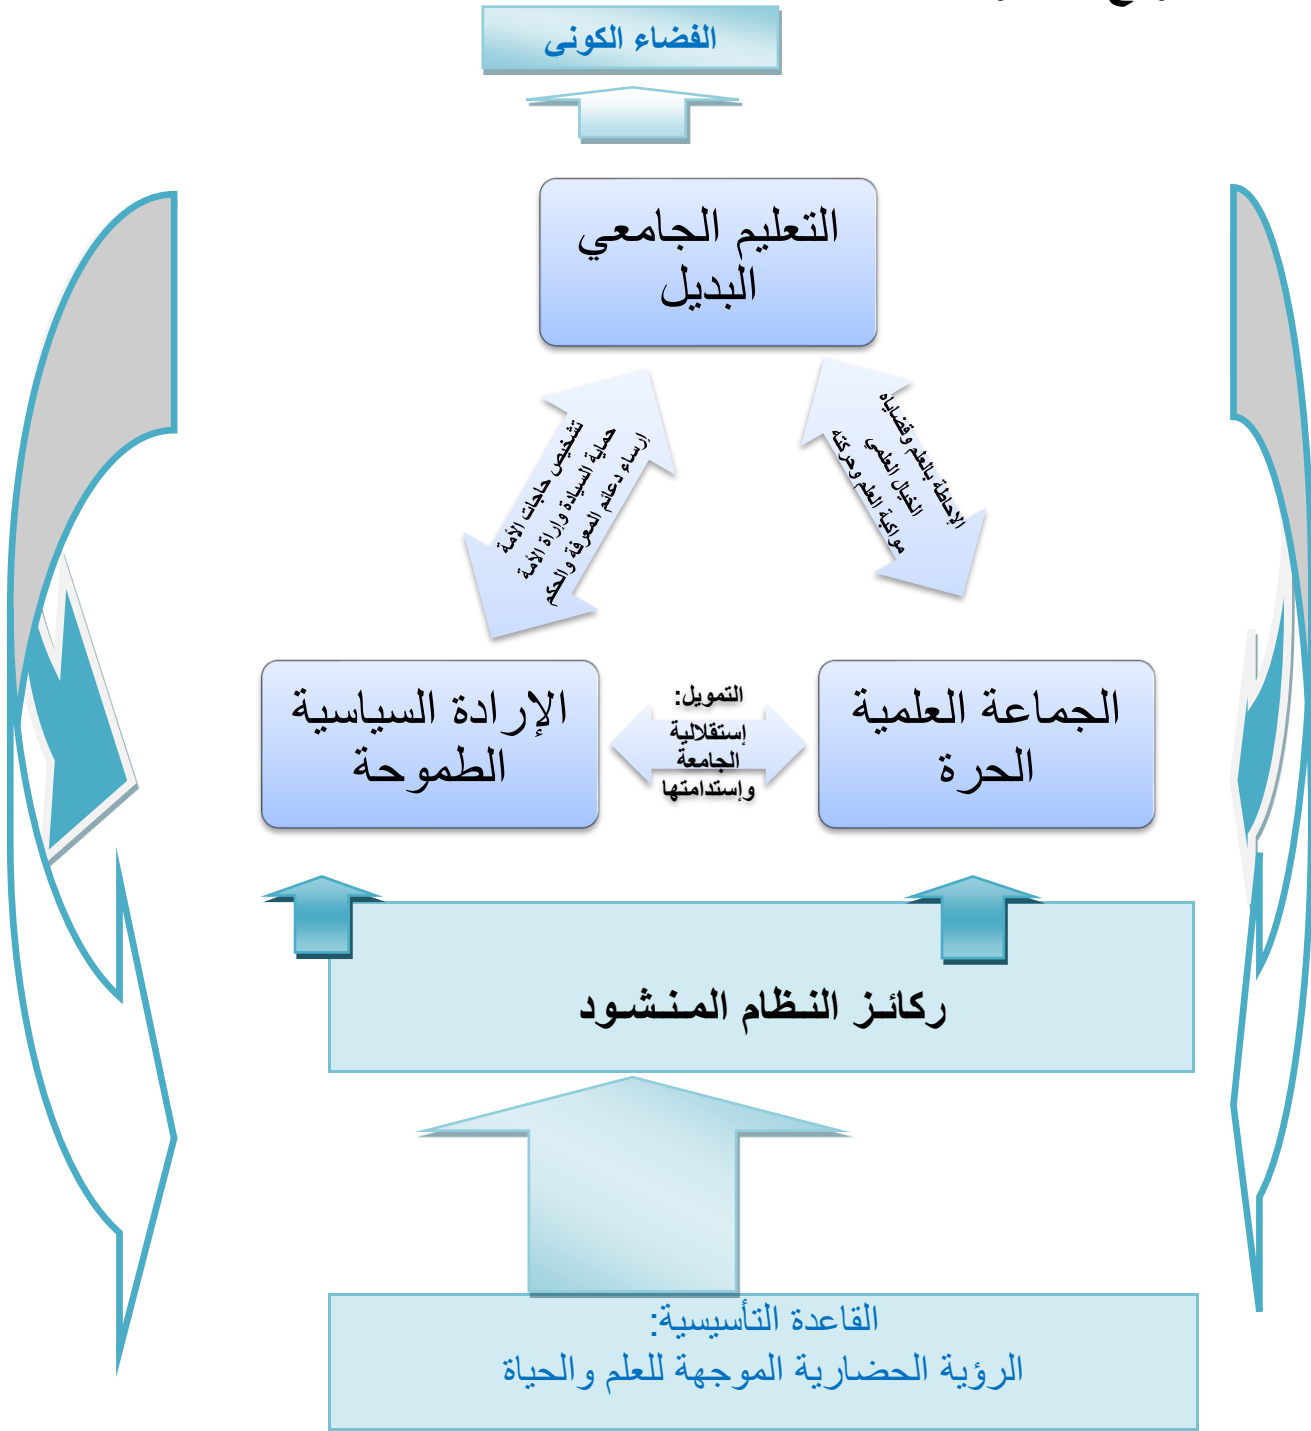 الفضاء الكوني
التعليم الجامعي
البديل
تشخيص حاجات الأمة
حماية السيادة وإراة الأمة
إرساء دعائم المعرفة والحكم
الإحاطة بالعلم وقضاياه
الخيال العلمي
مواكبة العلم وحركته
الإرادة السياسية
الطموحة
التمويل:
إستقلالية
الجامعة
وإستدامتها
الجماعة العلمية
الحرة
ركائز النظام المنشود
القاعدة التأسيسية:
الرؤية الحضارية الموجهة للعلم والحياة